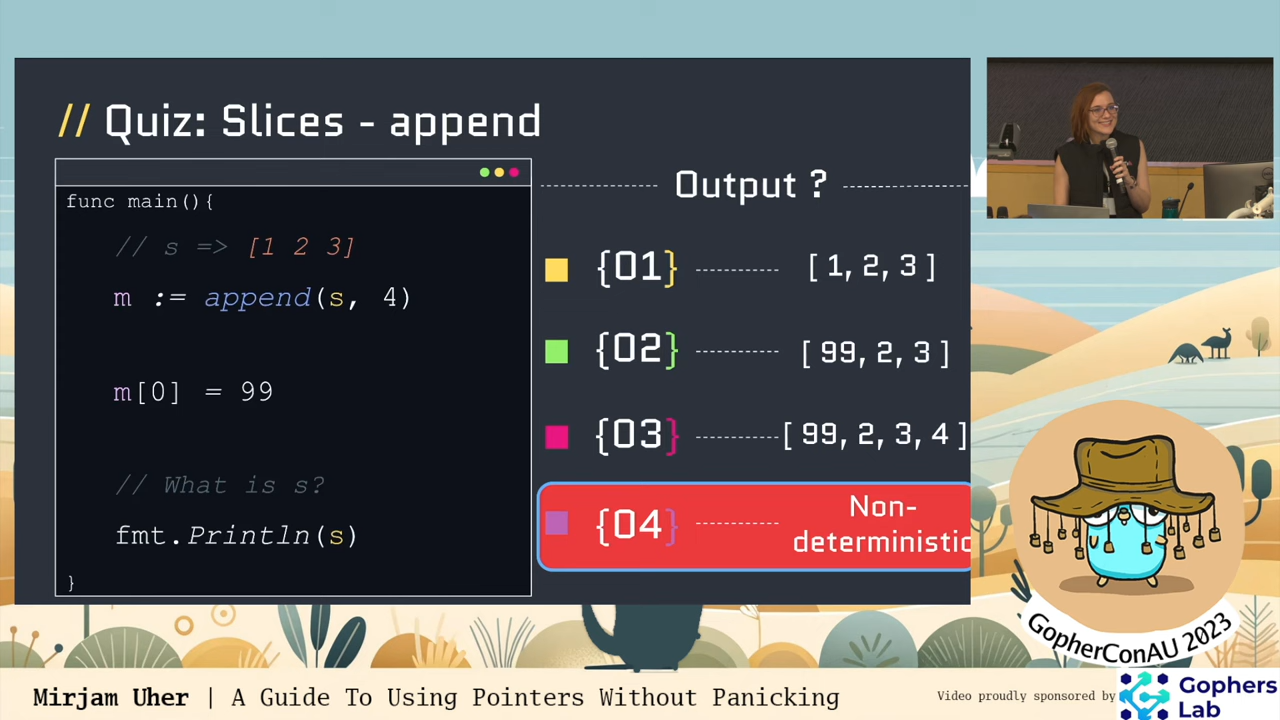 // Quiz: Slices - append
func main(){
// s => [1 2 3]
m := append(s, 4)
m[0] = 99
// What is s?
fmt.Println(s)
}
Output ?
{01} [ 1, 2, 3 ]
{02} [ 99, 2, 3 ]
{03} [ 99, 2, 3, 4 ]
{04} Non-
deterministic
GopherConAU 2023
Mirjam Uher | A Guide To Using Pointers Without Panicking
Video proudly sponsored by
Gophers
Lab